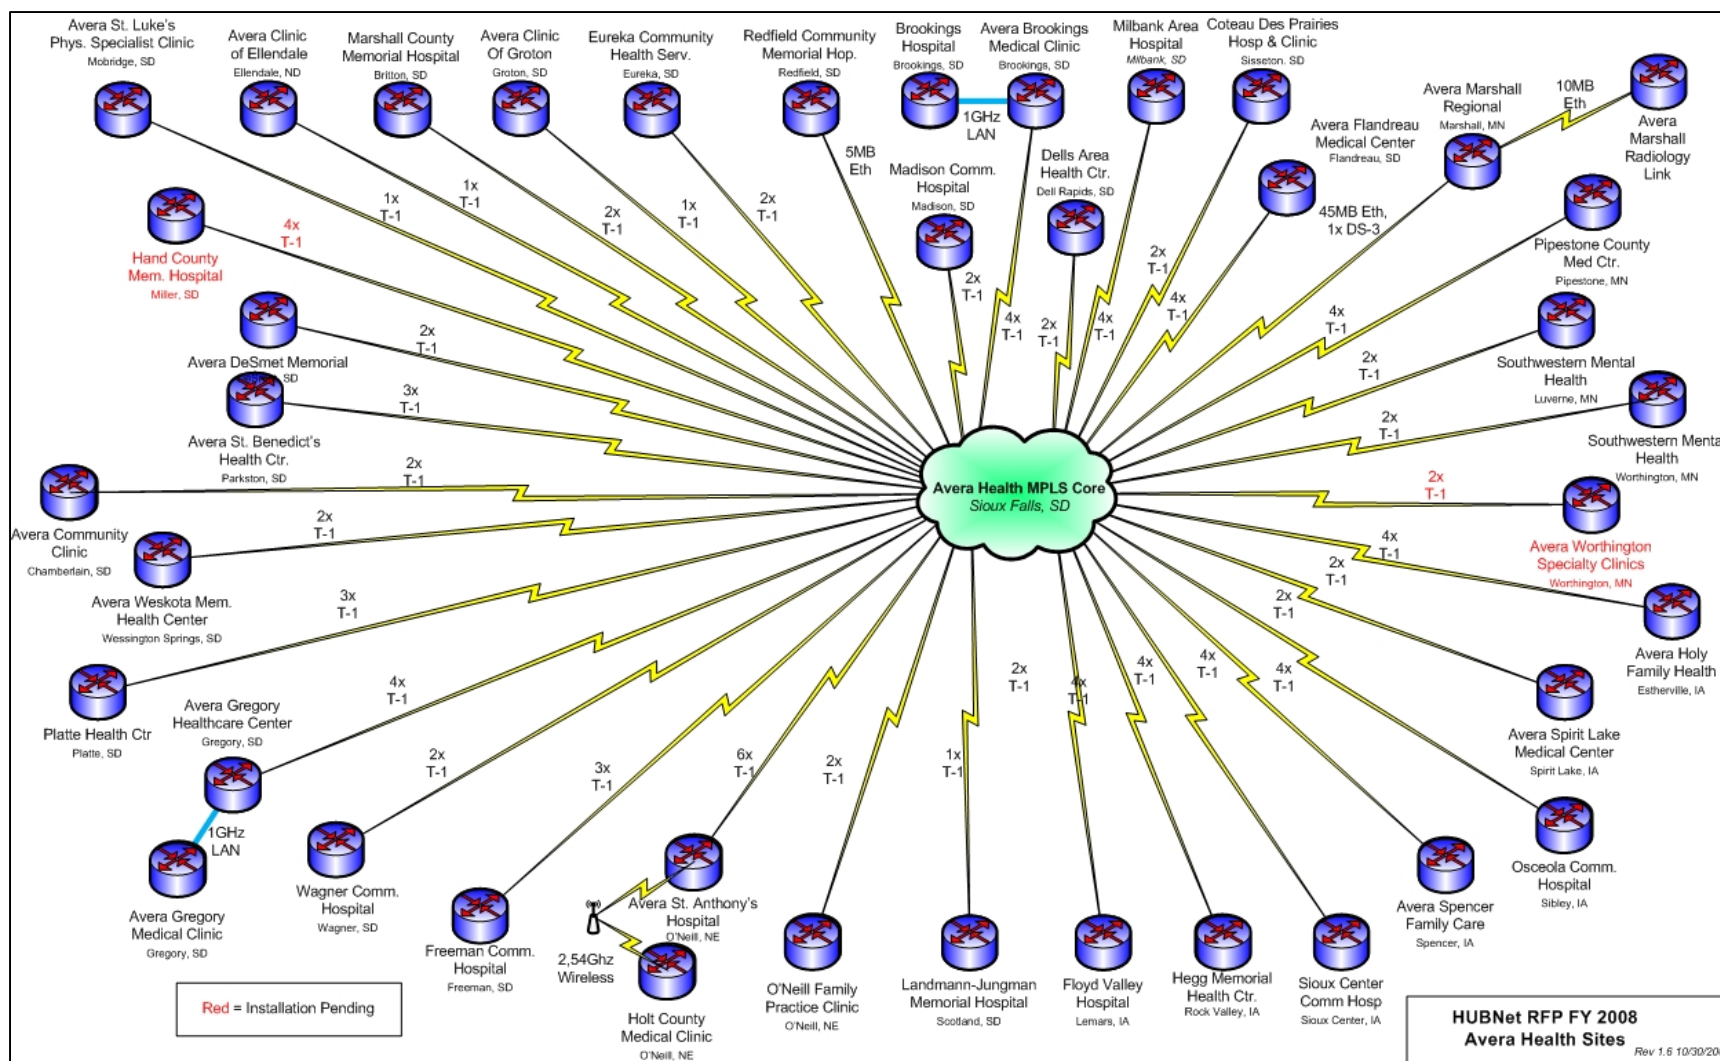 Avera St. Luke's
Phys. Specialist Clinic
Mobridge, SD
Avera Clinic
of Ellendale
Ellendale, ND
Marshall County
Memorial Hospital
Britton, SD
Avera Clinic
Of Groton
Groton, SD
Eureka Community
Health Serv.
Eureka, SD
Redfield Community
Memorial Hop.
Redfield, SD
Brookings
Hospital
Brookings, SD
Avera Brookings
Medical Clinic
Brookings, SD
Milbank Area
Hospital
Milbank, SD
Coteau Des Prairies
Hosp & Clinic
Sisseton, SD
1GHz
LAN
Avera Flandreau
Medical Center
Flandreau, SD
Avera Marshall
Regional
Marshall, MN
10MB
Eth
Avera
Marshall
Radiology
Link
5MB
Eth
Madison Comm.
Hospital
Madison, SD
Dells Area
Health Ctr.
Dell Rapids, SD
45MB Eth,
1x DS-3
1x
T-1
1x
T-1
2x
T-1
1x
T-1
2x
T-1
4x
T-1
Hand County
Mem. Hospital
Miller, SD
Pipestone County
Med Ctr.
Pipestone, MN
2x
T-1
4x
T-1
2x
T-1
4x
T-1
2x
T-1
4x
T-1
4x
T-1
2x
T-1
Avera DeSmet Memorial
SD
2x
T-1
Southwestern Mental
Health
Luverne, MN
3x
T-1
Avera St. Benedict's
Health Ctr.
Parkston, SD
2x
T-1
Southwestern Menta
Health
Worthington, MN
2x
T-1
Avera Health MPLS Core
Sioux Falls, SD
2x
T-1
Avera Community
Clinic
Chamberlain, SD
2x
T-1
Avera Worthington
Specialty Clinics
Worthington, MN
4x
T-1
Avera Weskota Mem.
Health Center
Wessington Springs, SD
3x
T-1
2x
T-1
2x
T-1
Avera Holy
Family Health
Estherville, IA
Platte Health Ctr
Platte, SD
Avera Gregory
Healthcare Center
Gregory, SD
4x
T-1
2x
T-1
4x
T-1
4x
T-1
4x
T-1
4x
T-1
Avera Spirit Lake
Medical Center
Spirit Lake, IA
2x
T-1
3x
T-1
6x
T-1
2x
T-1
1x
T-1
1GHz
LAN
Avera Gregory
Medical Clinic
Gregory, SD
Wagner Comm.
Hospital
Wagner, SD
Freeman Comm.
Hospital
Freeman, SD
Avera St. Anthony's
Hospital
O'Neill, NE
2,54Ghz
Wireless
Holt County
Medical Clinic
O'Neill, NE
O'Neill Family
Practice Clinic
O'Neill, NE
Landmann-Jungman
Memorial Hospital
Scotland, SD
Floyd Valley
Hospital
Lemars, IA
Hegg Memorial
Health Ctr.
Rock Valley, IA
Sioux Center
Comm Hosp
Sioux Center, IA
Avera Spencer
Family Care
Spencer, IA
Osceola Comm.
Hospital
Sibley, IA
Red = Installation Pending
HUBNet RFP FY 2008
Avera Health Sites
Rev 1.6 10/30/20